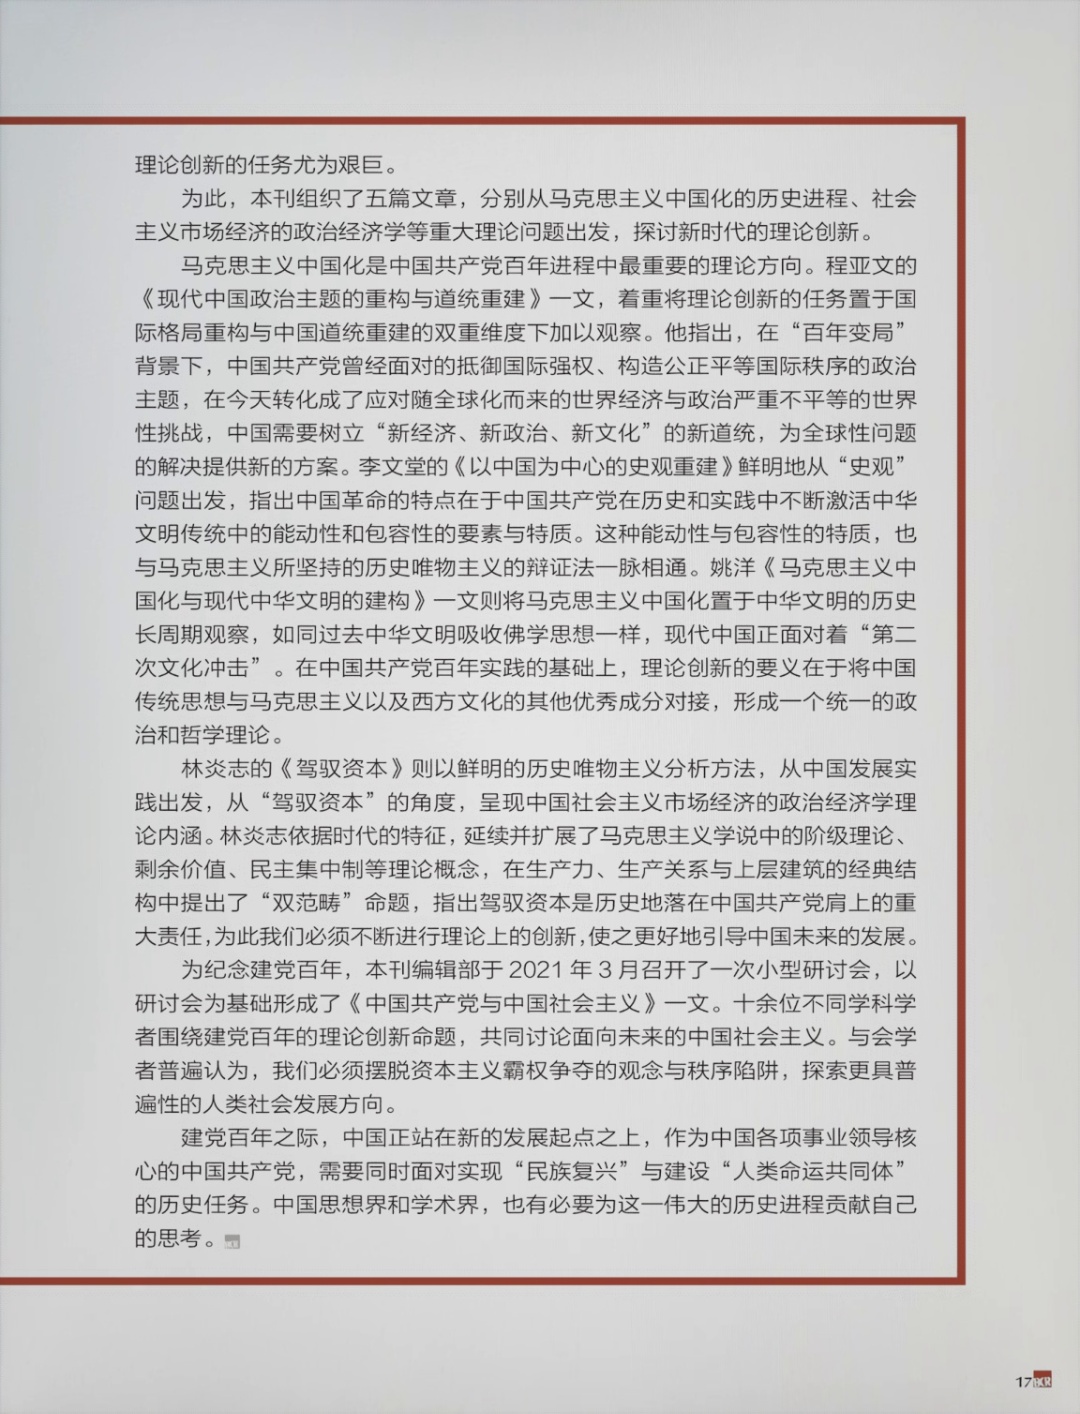 理论创新的任务尤为艰巨。
为此，本刊组织了五篇文章，分别从马克思主义中国化的历史进程、社会
主义市场经济的政治经济学等重大理论问题出发，探讨新时代的理论创新。
马克思主义中国化是中国共产党百年进程中最重要的理论方向。程亚文的
《现代中国政治主题的重构与道统重建》一文，着重将理论创新的任务置于国
际格局重构与中国道统重建的双重维度下加以观察。他指出，在“百年变局”
背景下，中国共产党曾经面对的抵御国际强权、构造公正平等国际秩序的政治
主题，在今天转化成了应对随全球化而来的世界经济与政治严重不平等的世界
性挑战，中国需要树立“新经济、新政治、新文化”的新道统，为全球性问题
的解决提供新的方案。李文堂的《以中国为中心的史观重建》鲜明地从“史观”
问题出发，指出中国革命的特点在于中国共产党在历史和实践中不断激活中华
文明传统中的能动性和包容性的要素与特质。这种能动性与包容性的特质，也
与马克思主义所坚持的历史唯物主义的辩证法一脉相通。姚洋《马克思主义中
国化与现代中华文明的建构》一文则将马克思主义中国化置于中华文明的历史
长周期观察，如同过去中华文明吸收佛学思想一样，现代中国正面对着“第二
次文化冲击”。在中国共产党百年实践的基础上，理论创新的要义在于将中国
传统思想与马克思主义以及西方文化的其他优秀成分对接，形成一个统一的政
治和哲学理论。
林炎志的《驾驭资本》则以鲜明的历史唯物主义分析方法，从中国发展实
践出发，从“驾驭资本”的角度，呈现中国社会主义市场经济的政治经济学理
论内涵。林炎志依据时代的特征，延续并扩展了马克思主义学说中的阶级理论、
剩余价值、民主集中制等理论概念，在生产力、生产关系与上层建筑的经典结
构中提出了“双范畴”命题，指出驾驭资本是历史地落在中国共产党肩上的重
大责任，为此我们必须不断进行理论上的创新，使之更好地引导中国未来的发展。
为纪念建党百年，本刊编辑部于 2021 年 3 月召开了一次小型研讨会，以
研讨会为基础形成了《中国共产党与中国社会主义》一文。十余位不同学科学
者围绕建党百年的理论创新命题，共同讨论面向未来的中国社会主义。与会学
者普遍认为，我们必须摆脱资本主义霸权争夺的观念与秩序陷阱，探索更具普
遍性的人类社会发展方向。
建党百年之际，中国正站在新的发展起点之上，作为中国各项事业领导核
心的中国共产党，需要同时面对实现“民族复兴”与建设“人类命运共同体”
的历史任务。中国思想界和学术界，也有必要为这一伟大的历史进程贡献自己
的思考。
17